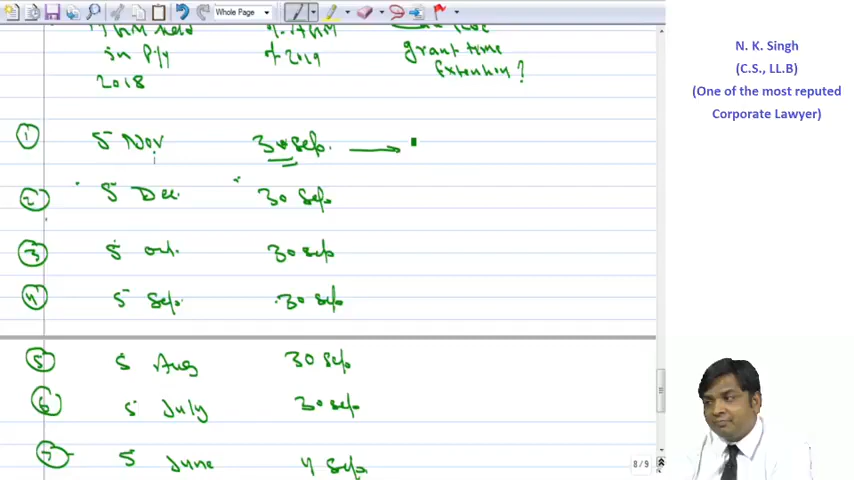 Whole Page
N. K. Singh
(C.S., LL.B)
(One of the most reputed
Corporate Lawyer)
held
in P/y
2018
of 2019
grant time
Extention?
① 5 Nov 30 Sep. →
② 5 Dec. 30 Sep
③ 5 Oct. 30 Sep
④ 5 Sep. 30 Sep
⑤ 5 Aug 30 Sep
⑥ 5 July 30 Sep
⑦ 5 June 4 Sep
8 / 9